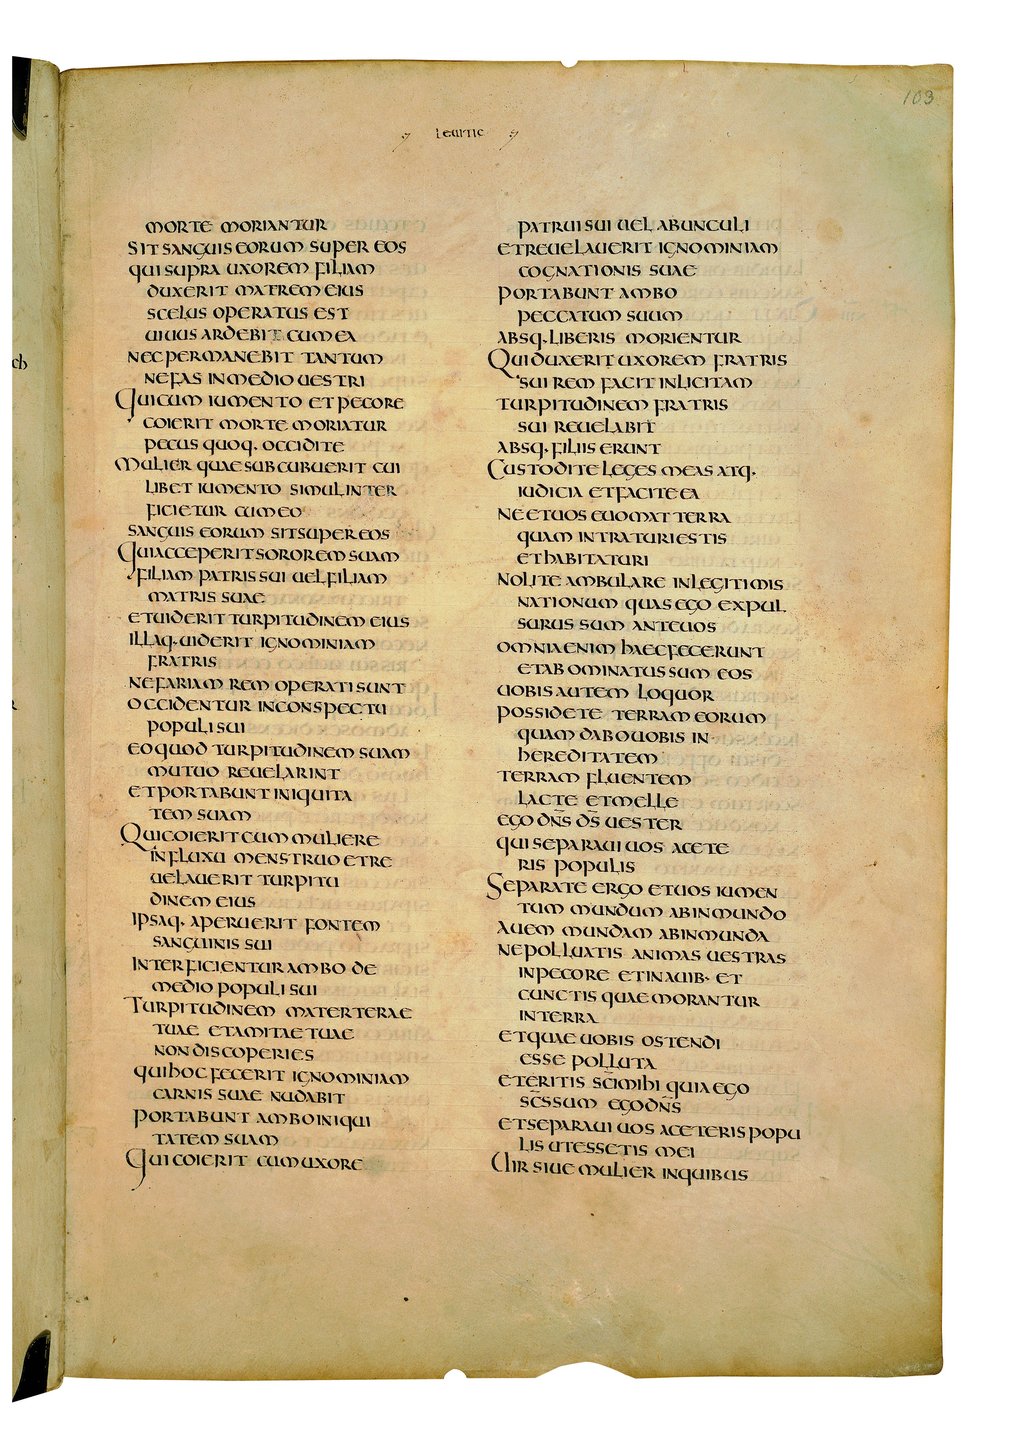 103
leuitic
morte moriantur
sit sanguis eorum super eos
qui supra uxorem filiam
duxerit matrem eius
scelus operatus est
uiuus ardebit cum ea
nec permanebit tantum
nefas in medio uestri
Qui cum iumento et pecore
coierit morte moriatur
pecus quoq· occidite
mulier quae subcubuerit cui
libet iumento simul inter
ficietur cum eo
sanguis eorum sit super eos
Qui acceperit sororem suam
filiam patris sui uel filiam
matris suae
et uiderit turpitudinem eius
illaq· uiderit ignominiam
fratris
nefariam rem operati sunt
occidentur in conspectu
populi sui
eo quod turpitudinem suam
mutuo reuelarint
et portabunt iniquita
tem suam
Qui coierit cum muliere
in fluxu menstruo et re
uelauerit turpitu
dinem eius
ipsaq· aperuerit fontem
sanguinis sui
interficientur ambo de
medio populi sui
Turpitudinem materterae
tuae et amitae tuae
non discoperies
qui hoc fecerit ignominiam
carnis suae nudabit
portabunt ambo iniqui
tatem suam
Qui coierit cum uxore
patrui sui uel abunculi
et reuelauerit ignominiam
cognationis suae
portabunt ambo
peccatum suum
absq· liberis morientur
Qui duxerit uxorem fratris
sui rem facit inlicitam
turpitudinem fratris
sui reuelabit
absq· filiis erunt
Custodite leges meas atq·
iudicia et facite ea
ne et uos euomat terra
quam intraturi estis
et habitaturi
nolite ambulare in legitimis
nationum quas ego expul
surus sum ante uos
omnia enim haec fecerunt
et abominatus sum eos
uobis autem loquor
possidete terram eorum
quam dabo uobis in
hereditatem
terram fluentem
lacte et melle
ego dn̄s d̄s uester
qui separaui uos a cete
ris populis
Separate ergo et uos iumen
tum mundum ab inmundo
auem mundam ab inmunda
ne polluatis animas uestras
in pecore et in auib· et
cunctis quae morantur
in terra
et quae uobis ostendi
esse polluta
et eritis sc̄i mihi quia ego
sc̄s sum ego dn̄s
et separaui uos a ceteris popu
lis ut essetis mei
Uir siue mulier in quibus